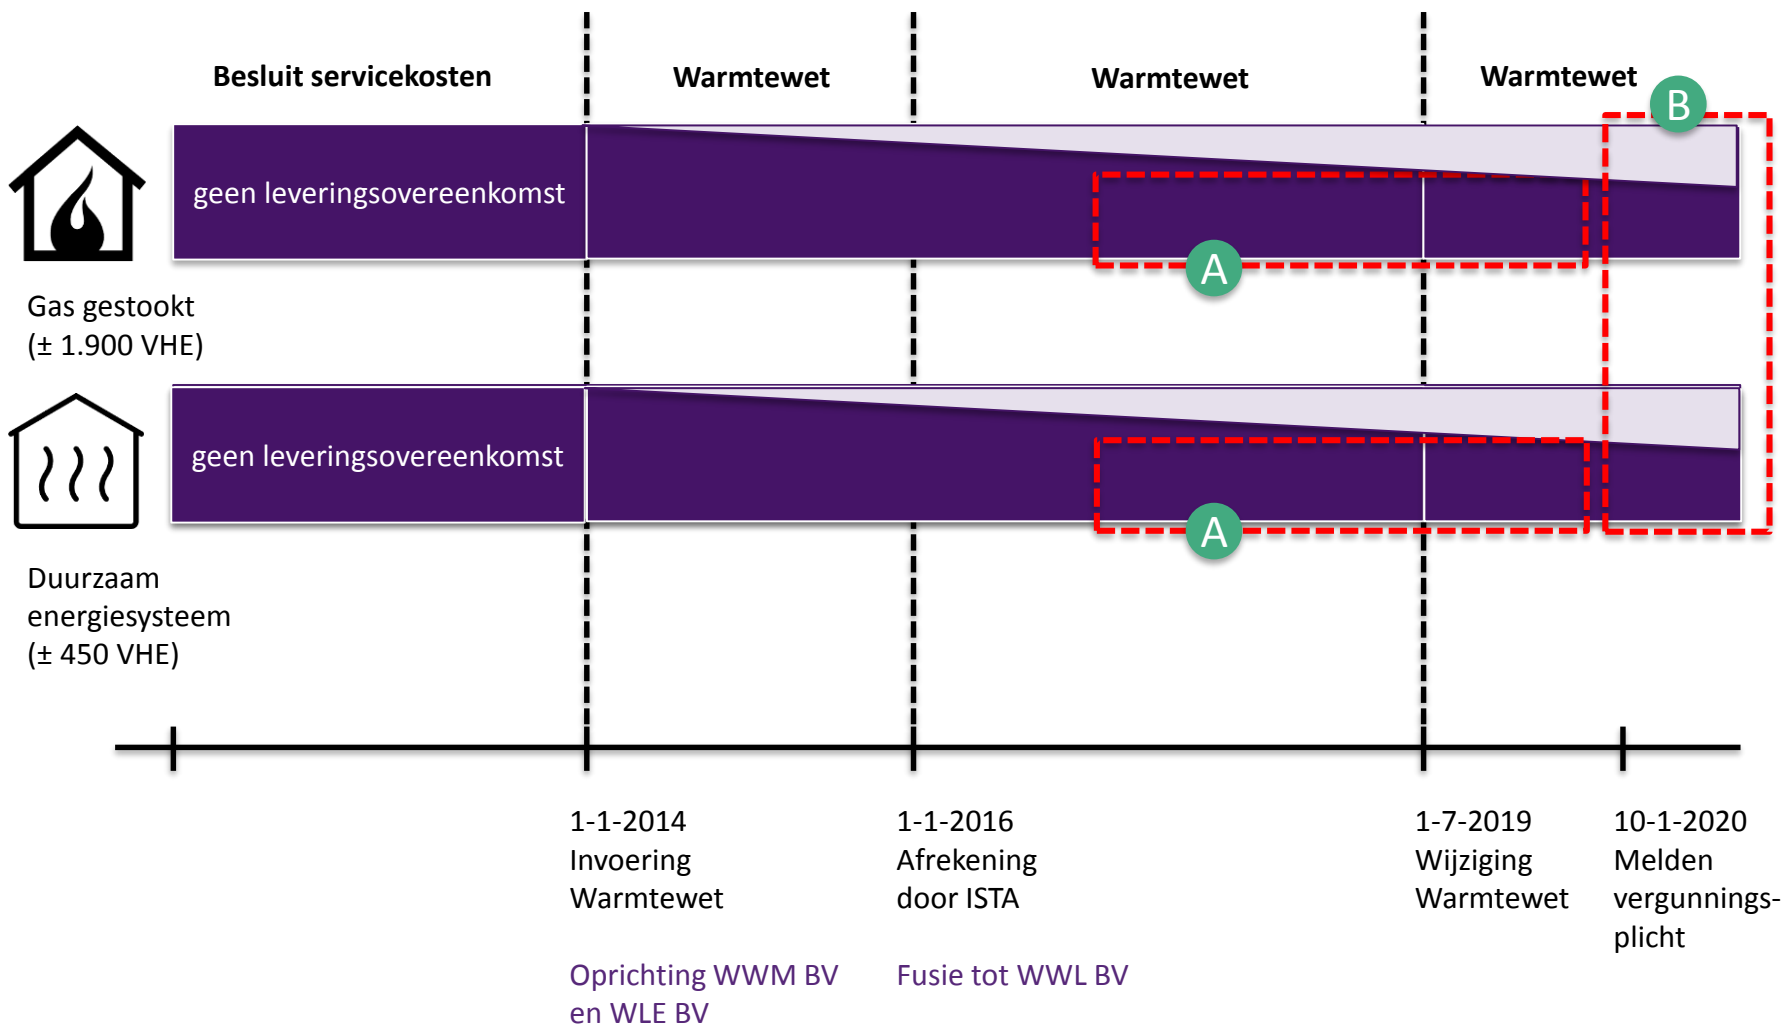 Besluit servicekosten
Warmtewet
Warmtewet
Warmtewet
B
geen leveringsovereenkomst
A
Gas gestookt
(± 1.900 VHE)
geen leveringsovereenkomst
A
Duurzaam
energiesysteem
(± 450 VHE)
1-1-2014
Invoering
Warmtewet
Oprichting WWM BV
en WLE BV
1-1-2016
Afrekening
door ISTA
Fusie tot WWL BV
1-7-2019
Wijziging
Warmtewet
10-1-2020
Melden
vergunnings-
plicht